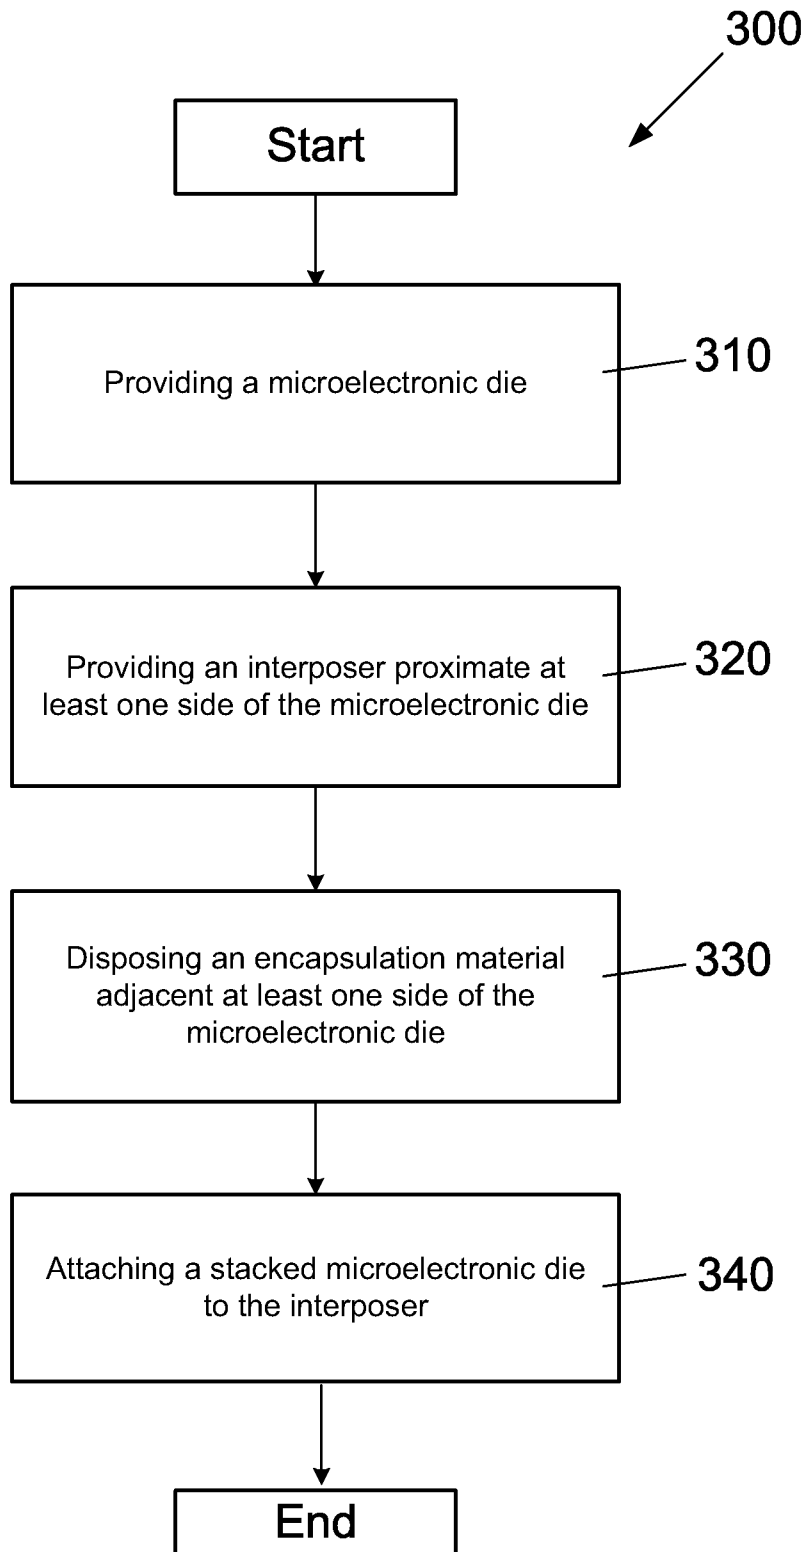 300
Start
Providing a microelectronic die
310
Providing an interposer proximate at
least one side of the microelectronic die
320
Disposing an encapsulation material
adjacent at least one side of the
microelectronic die
330
Attaching a stacked microelectronic die
to the interposer
340
End